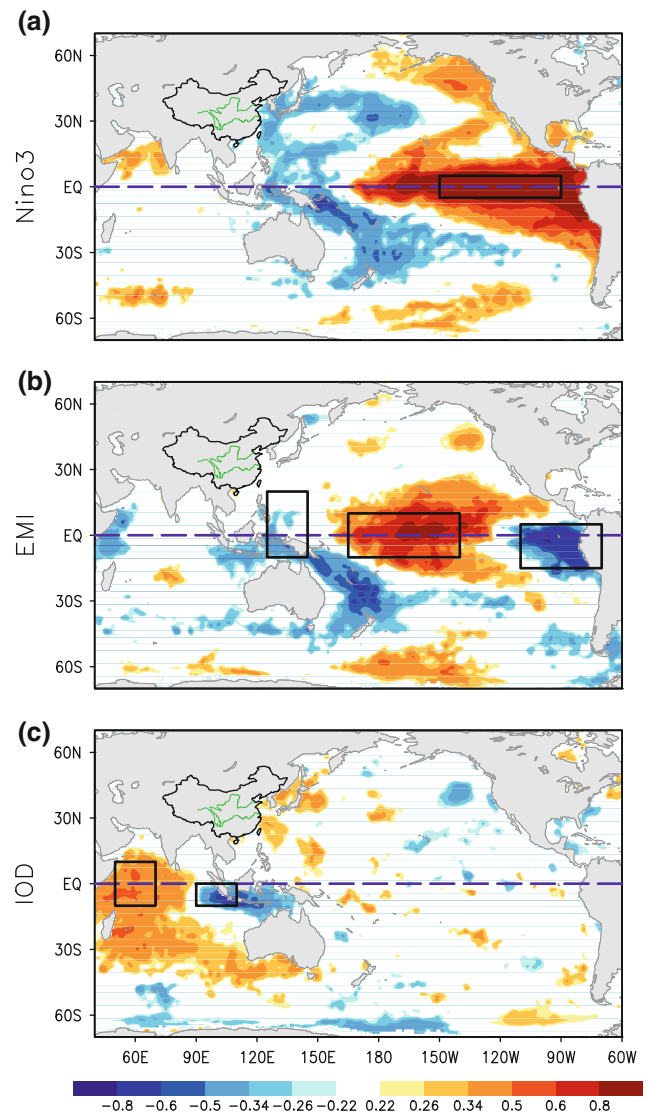 (a)
60N
30N
EQ
30S
60S
Nino3
(b)
60N
30N
EQ
30S
60S
EMI
(c)
60N
30N
EQ
30S
60S
IOD
60E 90E 120E 150E 180 150W 120W 90W 60W
−0.8 −0.6 −0.5 −0.34 −0.26 −0.22 0.22 0.26 0.34 0.5 0.6 0.8